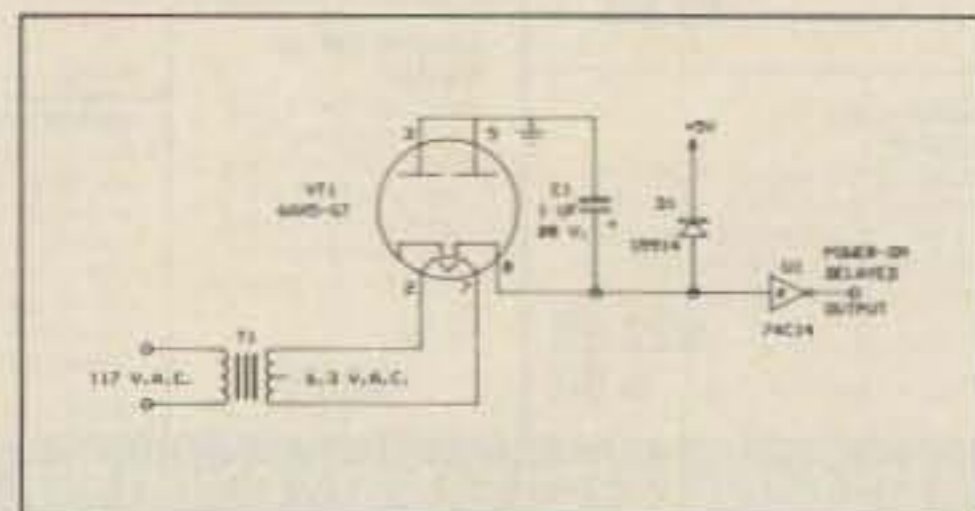 3
5
+5V
VT1
6AX5-GT
C1
1 UF
V.
+
D1
1N914
U1
POWER-ON
DELAYED
OUTPUT
8
2
7
74C14
T1
117 V.A.C.
6.3 V.A.C.